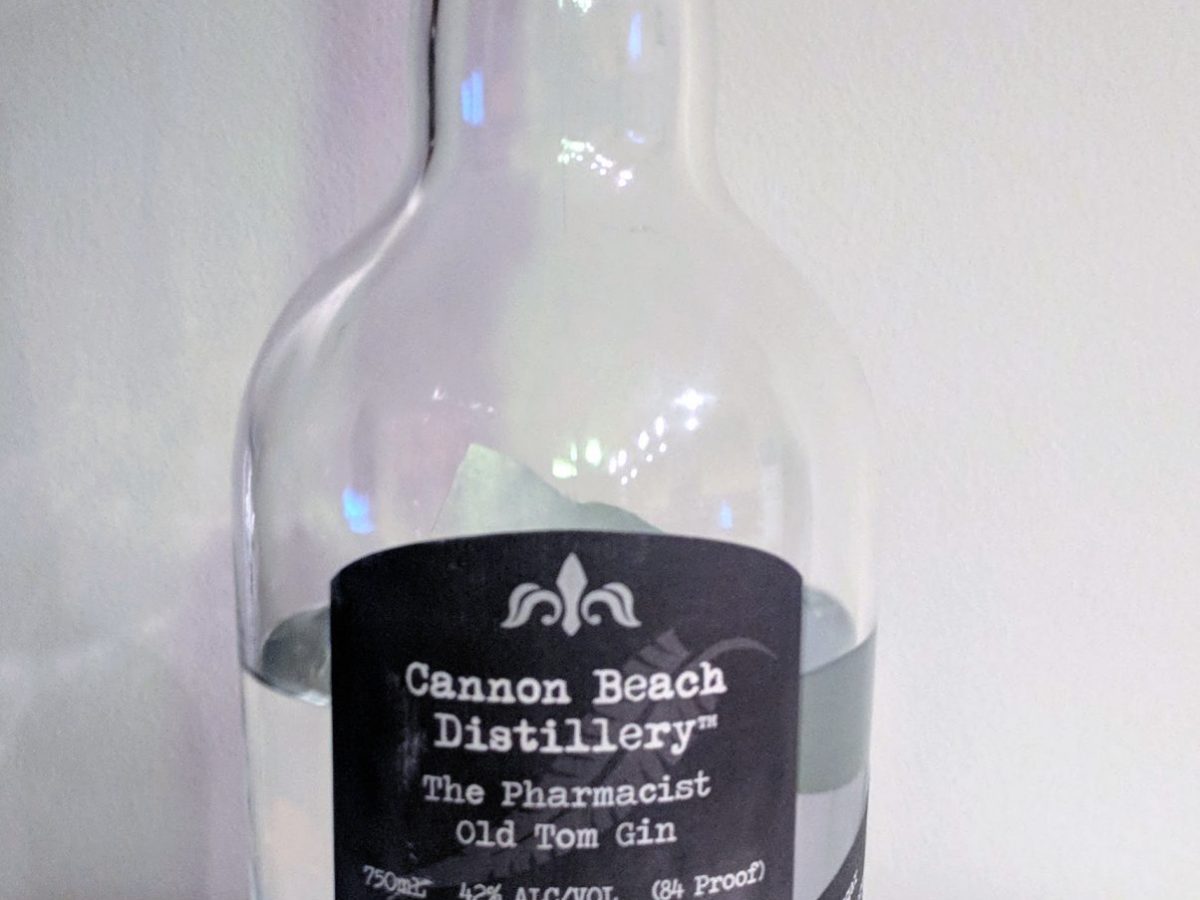 Cannon Beach
Distillery™
The Pharmacist
Old Tom Gin
750mL 42% ALC/VOL (84 Proof)